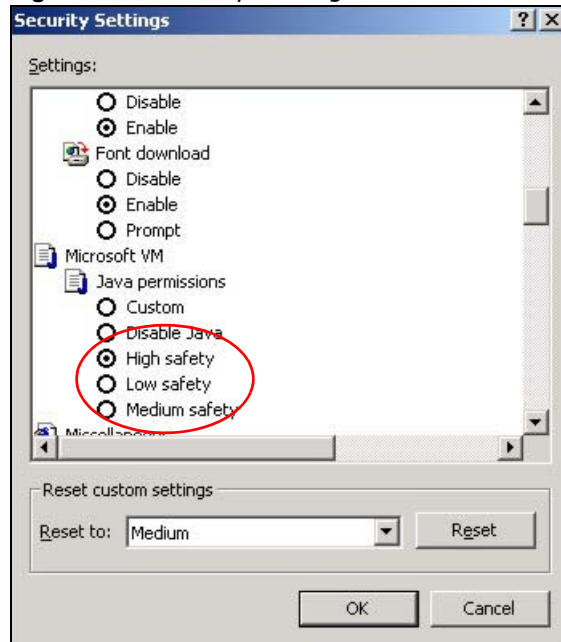 Security Settings
Settings:
Disable
Enable
Font download
Disable
Enable
Prompt
Microsoft VM
Java permissions
Custom
Disable Java
High safety
Low safety
Medium safety
Miscellaneous
Reset custom settings
Reset to: Medium Reset
OK Cancel